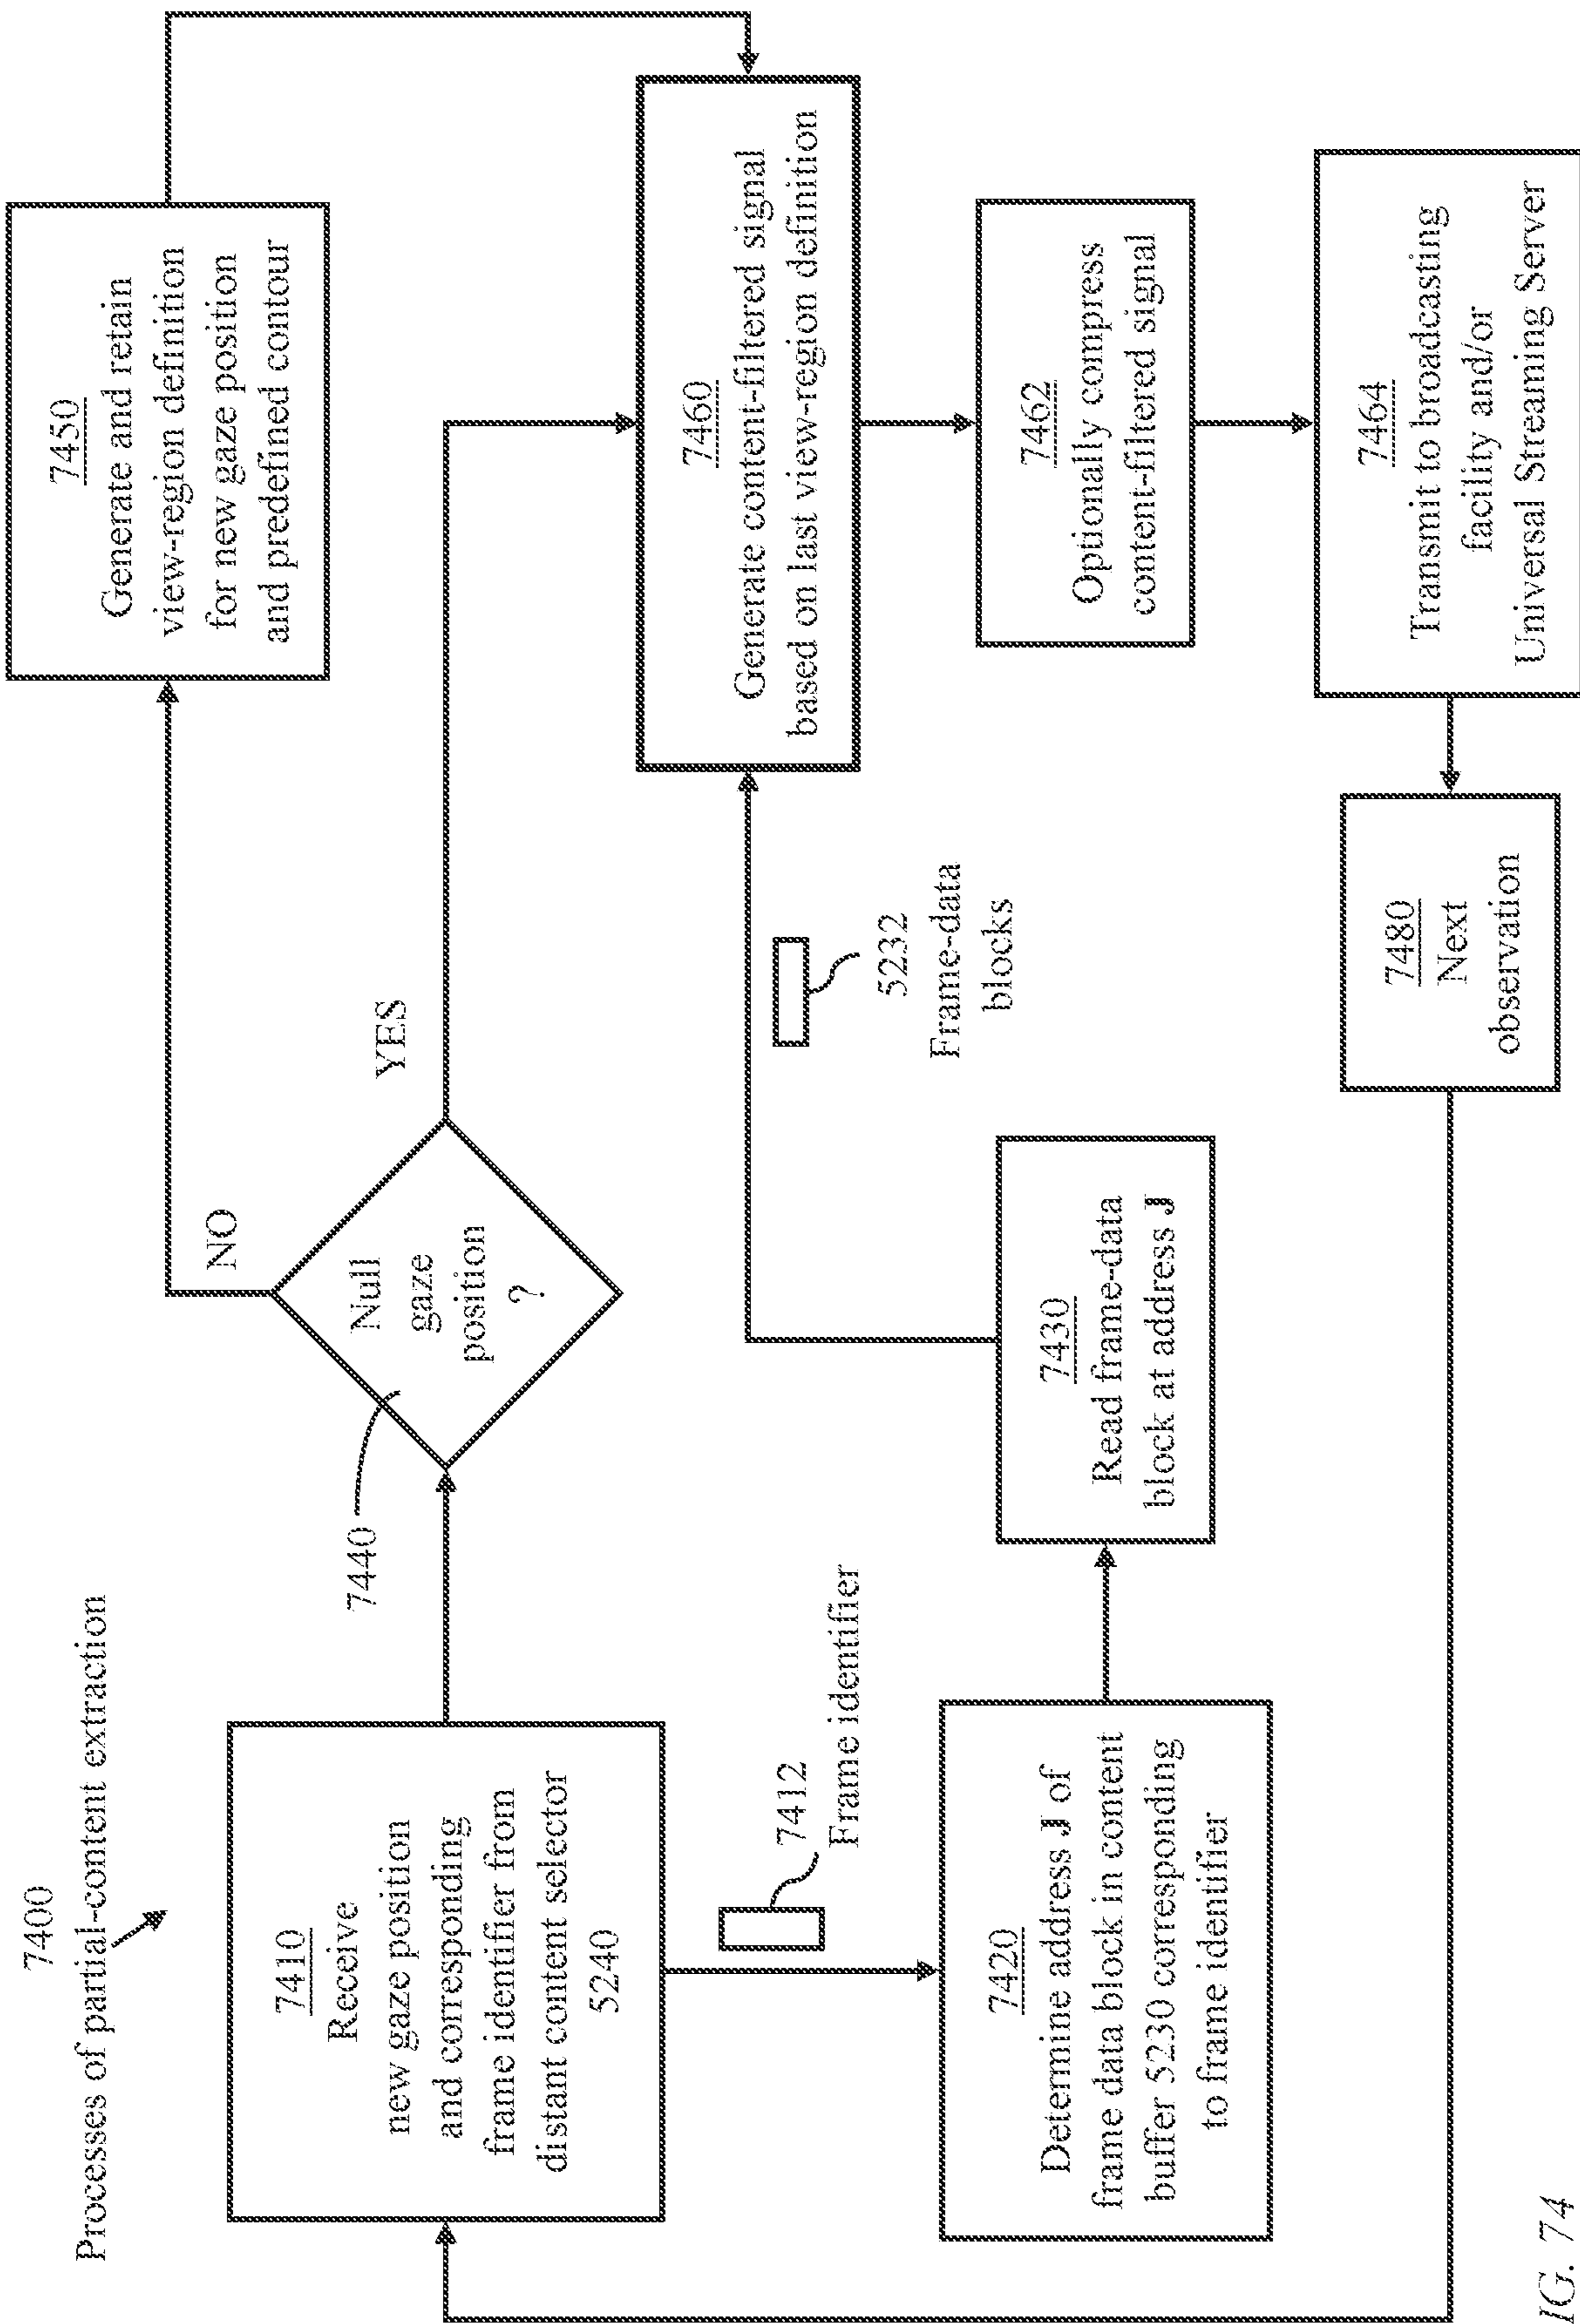 7400
Processes of partial-content extraction
7410
Receive
new gaze position
and corresponding
frame identifier from
distant content selector
5240
7440
Null
gaze
position
?
NO
YES
7450
Generate and retain
view-region definition
for new gaze position
and predefined contour
7412
Frame identifier
7420
Determine address J of
frame data block in content
buffer 5230 corresponding
to frame identifier
7430
Read frame-data
block at address J
5232
Frame-data
blocks
7460
Generate content-filtered signal
based on last view-region definition
7462
Optionally compress
content-filtered signal
7464
Transmit to broadcasting
facility and/or
Universal Streaming Server
7480
Next
observation
IG. 74